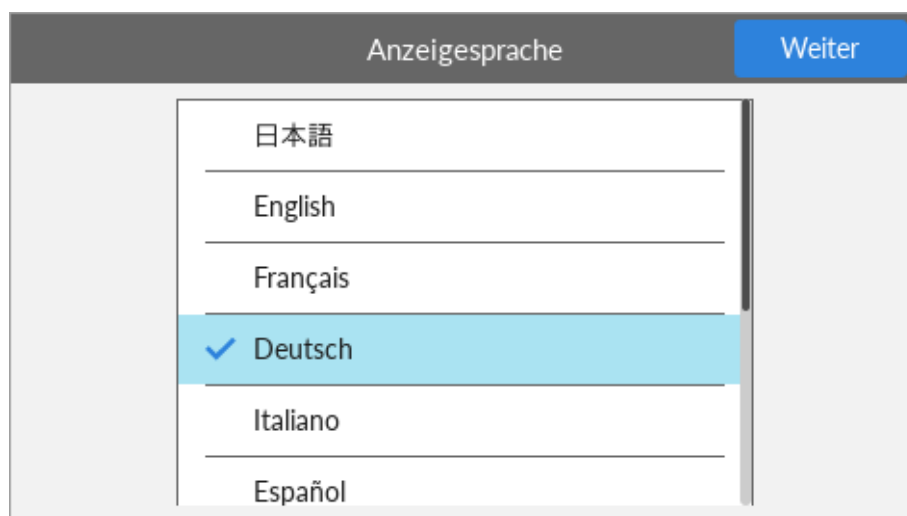 Anzeigesprache
Weiter
日本語
English
Français
Deutsch
Italiano
Español